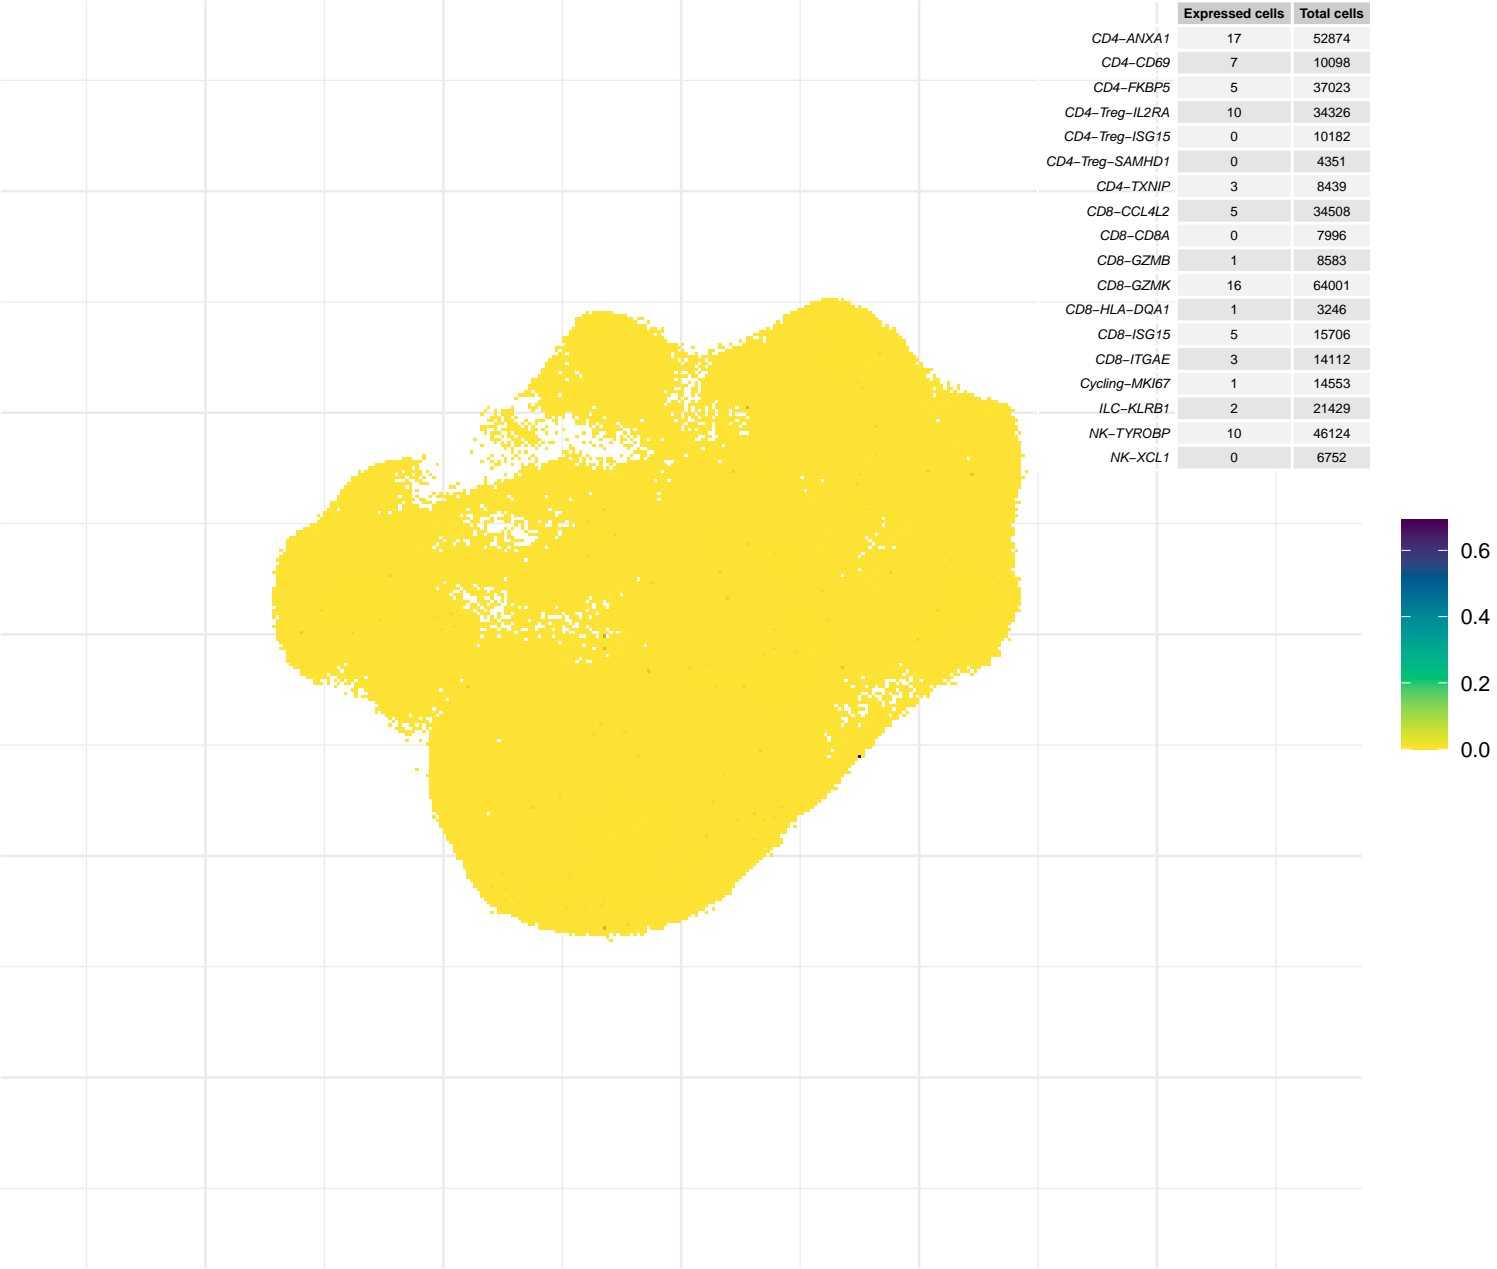 Expressed cells Total cells
CD4−ANXA1 17 52874
CD4−CD69 7 10098
CD4−FKBP5 5 37023
CD4−Treg−IL2RA 10 34326
CD4−Treg−ISG15 0 10182
CD4−Treg−SAMHD1 0 4351
CD4−TXNIP 3 8439
CD8−CCL4L2 5 34508
CD8−CD8A 0 7996
CD8−GZMB 1 8583
CD8−GZMK 16 64001
CD8−HLA−DQA1 1 3246
CD8−ISG15 5 15706
CD8−ITGAE 3 14112
Cycling−MKI67 1 14553
ILC−KLRB1 2 21429
NK−TYROBP 10 46124
NK−XCL1 0 6752
0.6
0.4
0.2
0.0